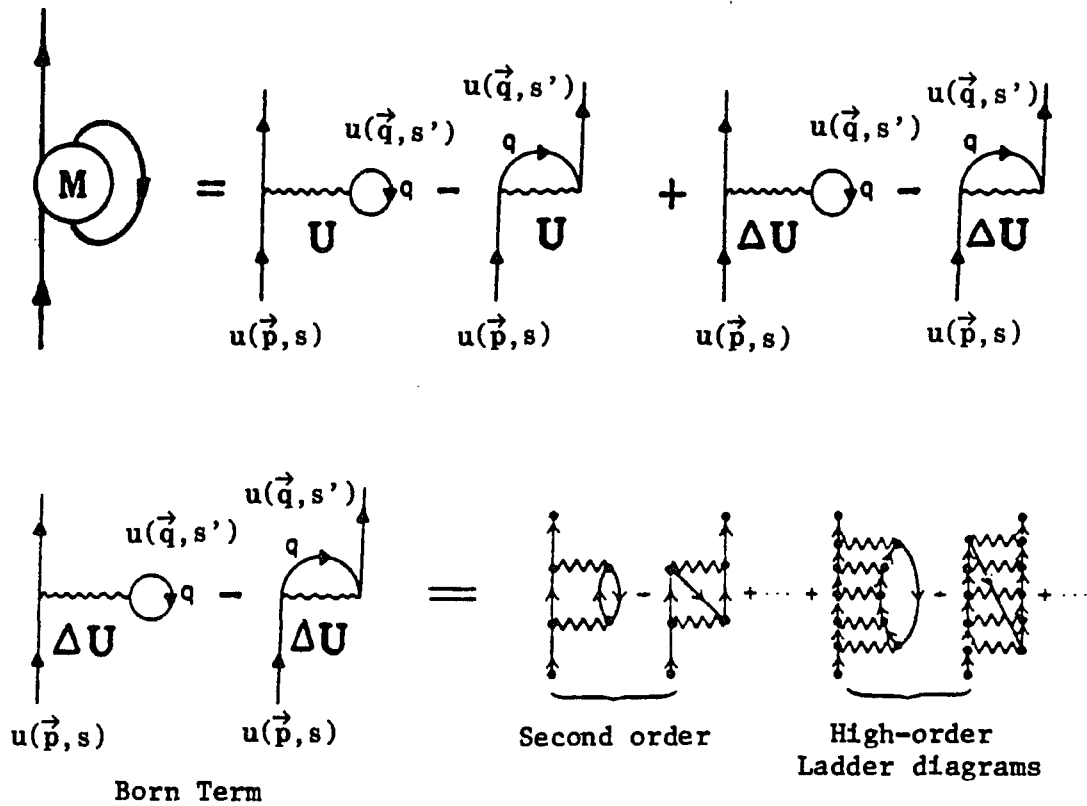 u(q⃗,s') u(q⃗,s')
u(q⃗,s') q u(q⃗,s') q
M = q - + q -
U U ΔU ΔU
u(p⃗,s) u(p⃗,s) u(p⃗,s) u(p⃗,s)
u(q⃗,s')
u(q⃗,s') q
q - = - + ··· + - + ···
ΔU ΔU
u(p⃗,s) u(p⃗,s)
Second order High-order
Ladder diagrams
Born Term